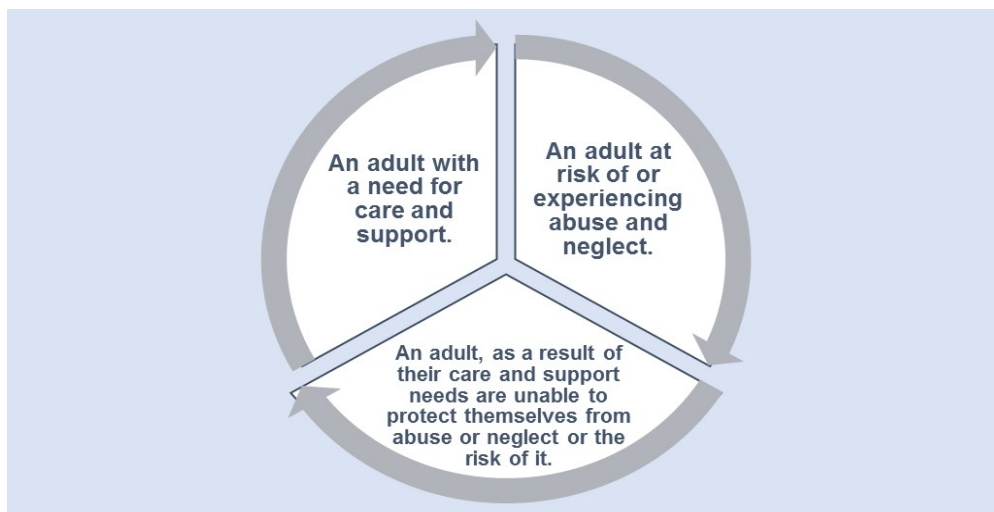 An adult with
a need for
care and
support.
An adult at
risk of or
experiencing
abuse and
neglect.
An adult, as a result of
their care and support
needs are unable to
protect themselves from
abuse or neglect or the
risk of it.